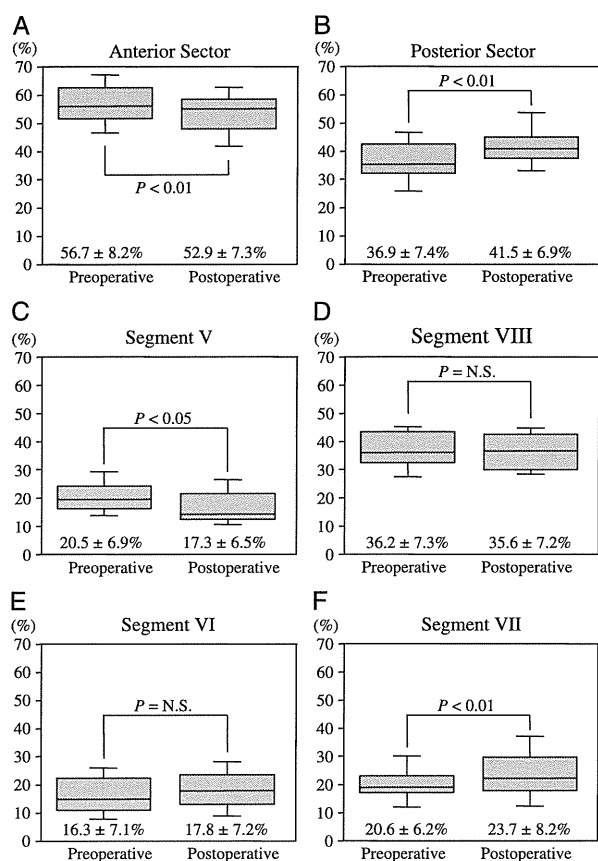 A
Anterior Sector
(%)
70
60
50
40
30
20
10
0
P < 0.01
56.7 ± 8.2% 52.9 ± 7.3%
Preoperative Postoperative
B
Posterior Sector
(%)
70
60
50
40
30
20
10
0
P < 0.01
36.9 ± 7.4% 41.5 ± 6.9%
Preoperative Postoperative
C
Segment V
(%)
70
60
50
40
30
20
10
0
P < 0.05
20.5 ± 6.9% 17.3 ± 6.5%
Preoperative Postoperative
D
Segment VIII
(%)
70
60
50
40
30
20
10
0
P = N.S.
36.2 ± 7.3% 35.6 ± 7.2%
Preoperative Postoperative
E
Segment VI
(%)
70
60
50
40
30
20
10
0
P = N.S.
16.3 ± 7.1% 17.8 ± 7.2%
Preoperative Postoperative
F
Segment VII
(%)
70
60
50
40
30
20
10
0
P < 0.01
20.6 ± 6.2% 23.7 ± 8.2%
Preoperative Postoperative